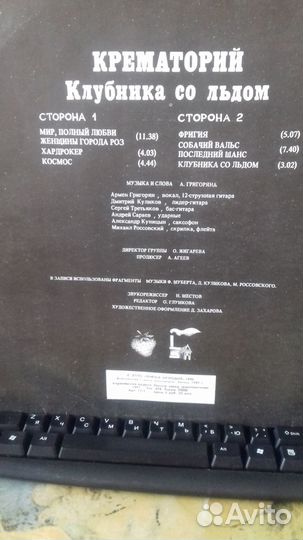 КРЕМАТОРИЙ
Клубника со льдом
СТОРОНА 1
МИР, ПОЛНЫЙ ЛЮБВИ (11.38)
ЖЕНЩИНЫ ГОРОДА РОЗ
ХАРДРОКЕР (4.03)
КОСМОС (4.44)
СТОРОНА 2
ФРИГИЯ (5.07)
СОБАЧИЙ ВАЛЬС
ПОСЛЕДНИЙ ШАНС (7.40)
КЛУБНИКА СО ЛЬДОМ (3.02)
МУЗЫКА И СЛОВА А. ГРИГОРЯНА
Армен Григорян, вокал, 12-струнная гитара
Дмитрий Куликов, лидер-гитара
Сергей Третьяков, бас-гитара
Андрей Сараев, ударные
Александр Куницын, саксофон
Михаил Россовский, скрипка, флейта
ДИРЕКТОР ГРУППЫ О. ЖИГАРЕВА
ПРОДЮСЕР А. АГЕЕВ
В ЗАПИСИ ИСПОЛЬЗОВАНЫ ФРАГМЕНТЫ МУЗЫКИ Ф. ШУБЕРТА, Д. КУЛИКОВА, М. РОССОВСКОГО.
ЗВУКОРЕЖИССЕР Н. МЕСТОВ
РЕДАКТОР О. ГЛУШКОВА
ХУДОЖЕСТВЕННОЕ ОФОРМЛЕНИЕ Д. ЗАХАРОВА
Avito